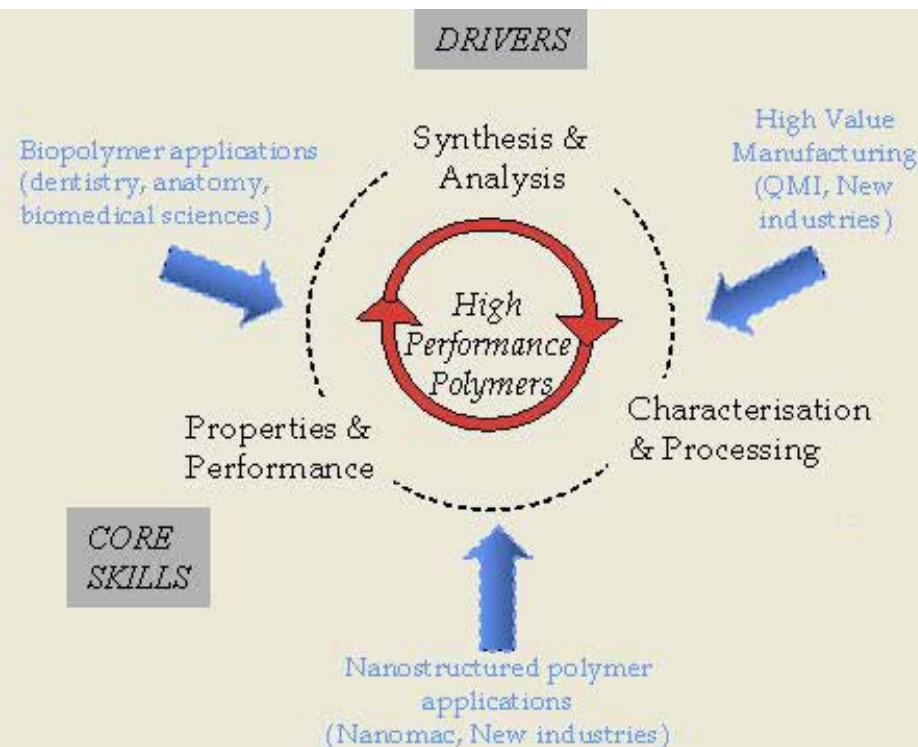 DRIVERS
Synthesis &
Analysis
Biopolymer applications
(dentistry, anatomy,
biomedical sciences)
High Value
Manufacturing
(QMI, New
industries)
High
Performance
Polymers
Properties &
Performance
Characterisation
& Processing
CORE
SKILLS
Nanostructured polymer
applications
(Nanomac, New industries)